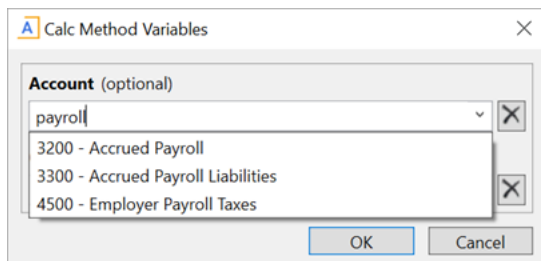 A Calc Method Variables
Account (optional)
payroll
3200 - Accrued Payroll
3300 - Accrued Payroll Liabilities
4500 - Employer Payroll Taxes
OK Cancel